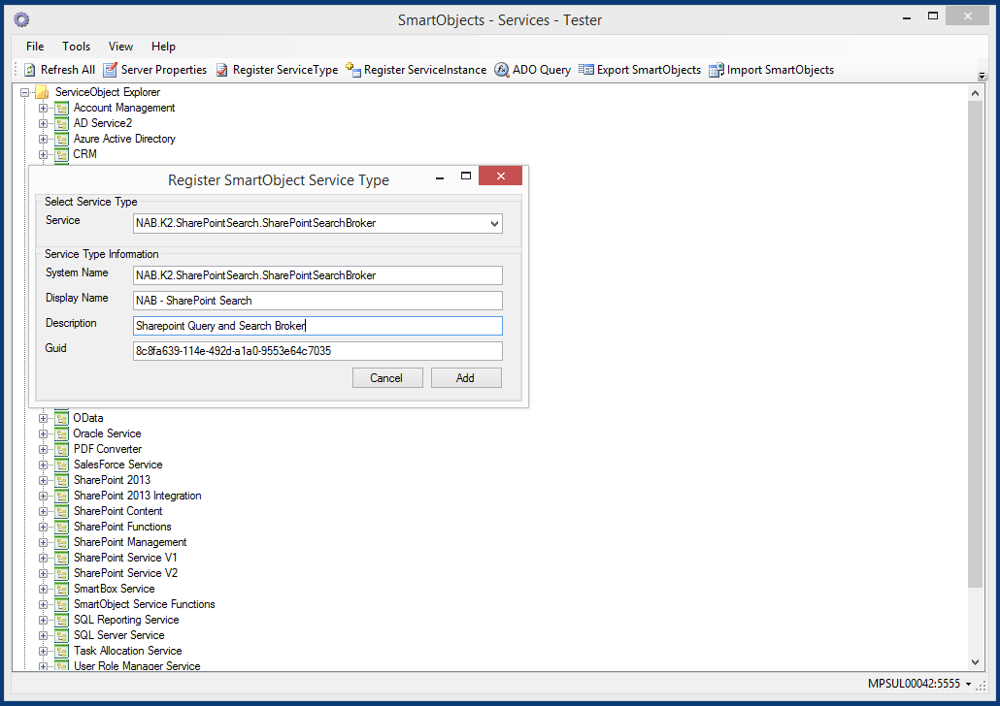 SmartObjects - Services - Tester
File Tools View Help
Refresh All Server Properties Register ServiceType Register ServiceInstance ADO Query Export SmartObjects Import SmartObjects
ServiceObject Explorer
Account Management
AD Service2
Azure Active Directory
CRM
Register SmartObject Service Type
Select Service Type
Service NAB.K2.SharePointSearch.SharePointSearchBroker
Service Type Information
System Name NAB.K2.SharePointSearch.SharePointSearchBroker
Display Name NAB - SharePoint Search
Description Sharepoint Query and Search Broker
Guid 8c8fa639-114e-492d-a1a0-9553e64c7035
Cancel Add
OData
Oracle Service
PDF Converter
SalesForce Service
SharePoint 2013
SharePoint 2013 Integration
SharePoint Content
SharePoint Functions
SharePoint Management
SharePoint Service V1
SharePoint Service V2
SmartBox Service
SmartObject Service Functions
SQL Reporting Service
SQL Server Service
Task Allocation Service
User Role Manager Service
MPSUL00042:5555